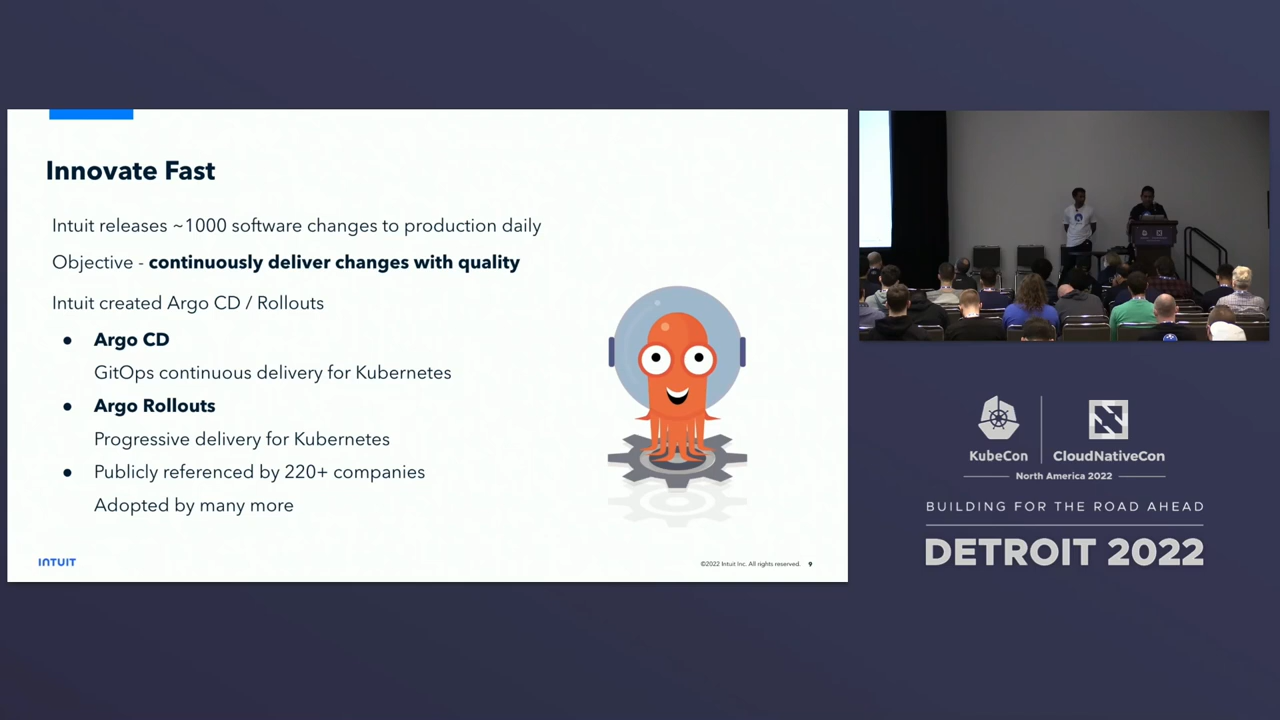 Innovate Fast
Intuit releases ~1000 software changes to production daily
Objective - continuously deliver changes with quality
Intuit created Argo CD / Rollouts
● Argo CD
GitOps continuous delivery for Kubernetes
● Argo Rollouts
Progressive delivery for Kubernetes
● Publicly referenced by 220+ companies
Adopted by many more
INTUIT
©2022 Intuit Inc. All rights reserved. 9
KubeCon
CloudNativeCon
North America 2022
BUILDING FOR THE ROAD AHEAD
DETROIT 2022